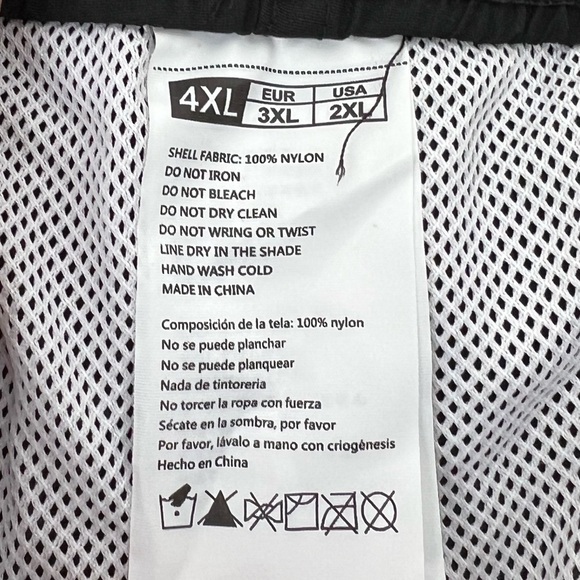 4XL EUR USA
3XL 2XL
SHELL FABRIC: 100% NYLON
DO NOT IRON
DO NOT BLEACH
DO NOT DRY CLEAN
DO NOT WRING OR TWIST
LINE DRY IN THE SHADE
HAND WASH COLD
MADE IN CHINA
Composición de la tela: 100% nylon
No se puede planchar
No se puede planquear
Nada de tintoreria
No torcer la ropa con fuerza
Sécate en la sombra, por favor
Por favor, lávalo a mano con criogénesis
Hecho en China